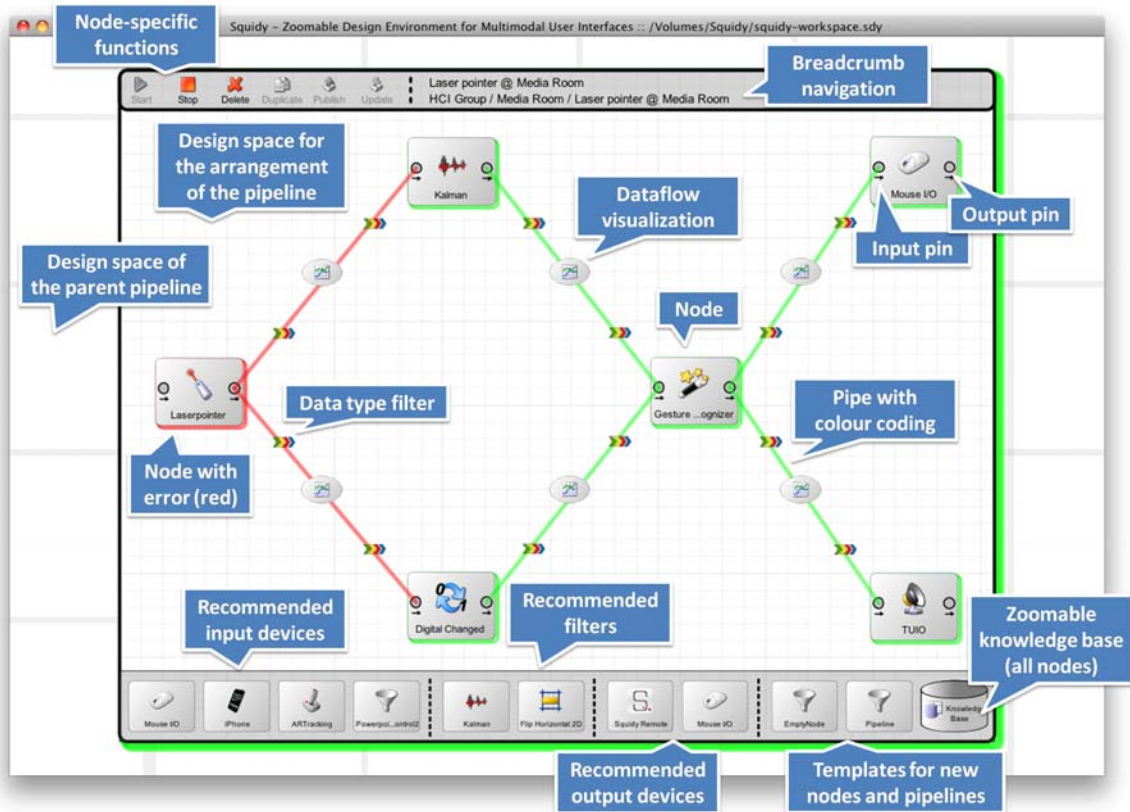 Squidy – Zoomable Design Environment for Multimodal User Interfaces :: /Volumes/Squidy/squidy-workspace.sdy
Node-specific
functions
Start
Stop
Delete
Duplicate
Publish
Update
Laser pointer @ Media Room
HCI Group / Media Room / Laser pointer @ Media Room
Breadcrumb
navigation
Design space for
the arrangement
of the pipeline
Kalman
Dataflow
visualization
Mouse I/O
Output pin
Input pin
Design space of
the parent pipeline
Node
Laserpointer
Data type filter
Gesture ...ognizer
Pipe with
colour coding
Node with
error (red)
Digital Changed
TUIO
Recommended
input devices
Recommended
filters
Zoomable
knowledge base
(all nodes)
Mouse I/O
iPhone
ARTracking
Powerpoi...ontrol2
Kalman
Flip Horizontal 2D
Squidy Remote
Mouse I/O
EmptyNode
Pipeline
Knowledge
Base
Recommended
output devices
Templates for new
nodes and pipelines